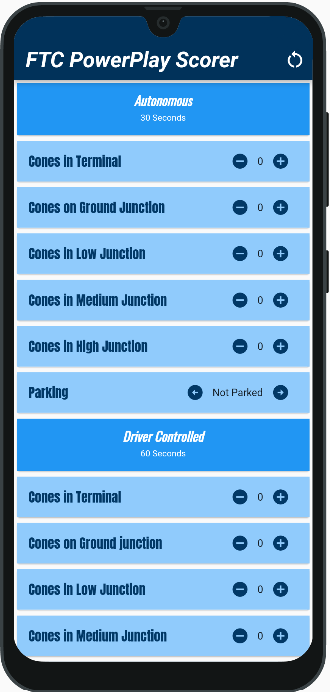 FTC PowerPlay Scorer
Autonomous
30 Seconds
Cones in Terminal 0
Cones on Ground Junction 0
Cones in Low Junction 0
Cones in Medium Junction 0
Cones in High Junction 0
Parking Not Parked
Driver Controlled
60 Seconds
Cones in Terminal 0
Cones on Ground junction 0
Cones in Low Junction 0
Cones in Medium Junction 0